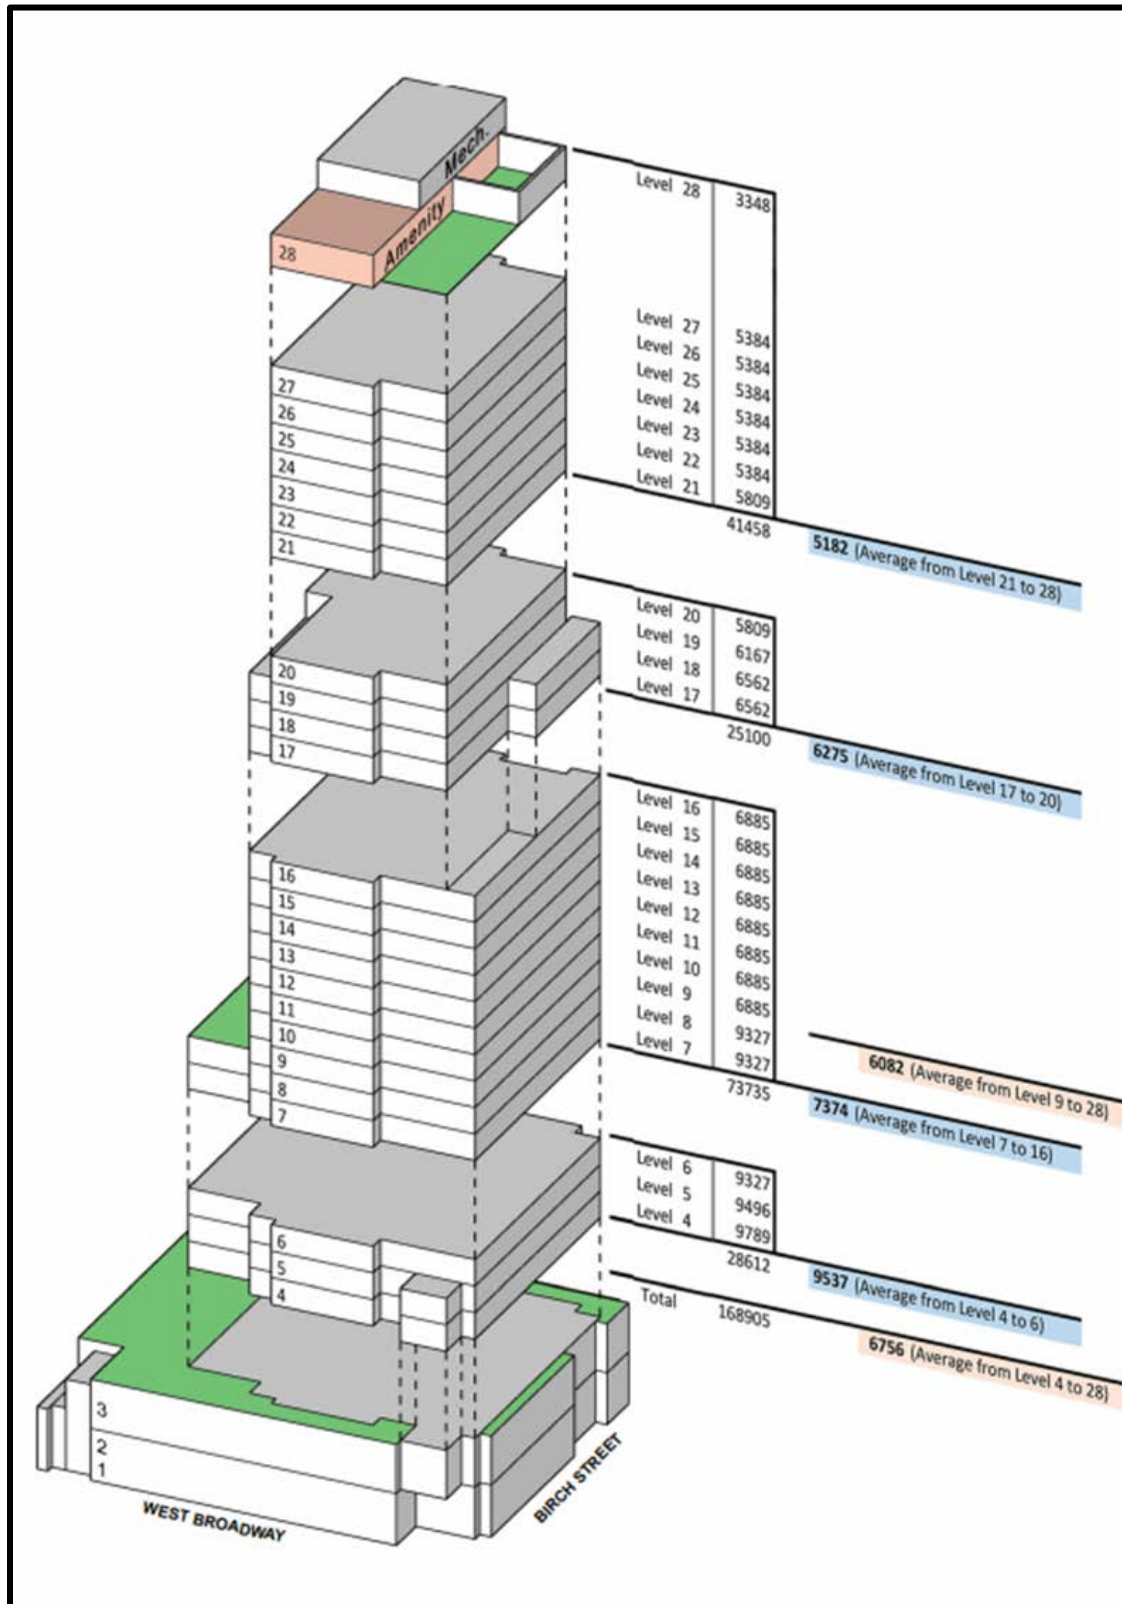 Mech.
Amenity
28
27
26
25
24
23
22
21
20
19
18
17
16
15
14
13
12
11
10
9
8
7
6
5
4
3
2
1
WEST BROADWAY
BIRCH STREET
Level 28 3348
Level 27 5384
Level 26 5384
Level 25 5384
Level 24 5384
Level 23 5384
Level 22 5384
Level 21 5809
41458
5182 (Average from Level 21 to 28)
Level 20 5809
Level 19 6167
Level 18 6562
Level 17 6562
25100
6275 (Average from Level 17 to 20)
Level 16 6885
Level 15 6885
Level 14 6885
Level 13 6885
Level 12 6885
Level 11 6885
Level 10 6885
Level 9 6885
Level 8 9327
Level 7 9327
73735
6082 (Average from Level 9 to 28)
7374 (Average from Level 7 to 16)
Level 6 9327
Level 5 9496
Level 4 9789
28612
9537 (Average from Level 4 to 6)
Total 168905
6756 (Average from Level 4 to 28)